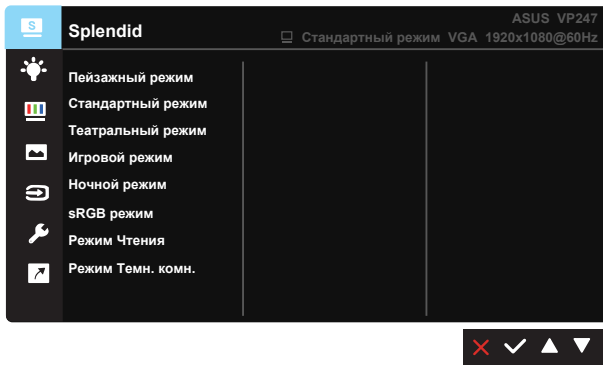 S
Splendid
ASUS VP247
Стандартный режим VGA 1920x1080@60Hz
Пейзажный режим
Стандартный режим
Театральный режим
Игровой режим
Ночной режим
sRGB режим
Режим Чтения
Режим Темн. комн.